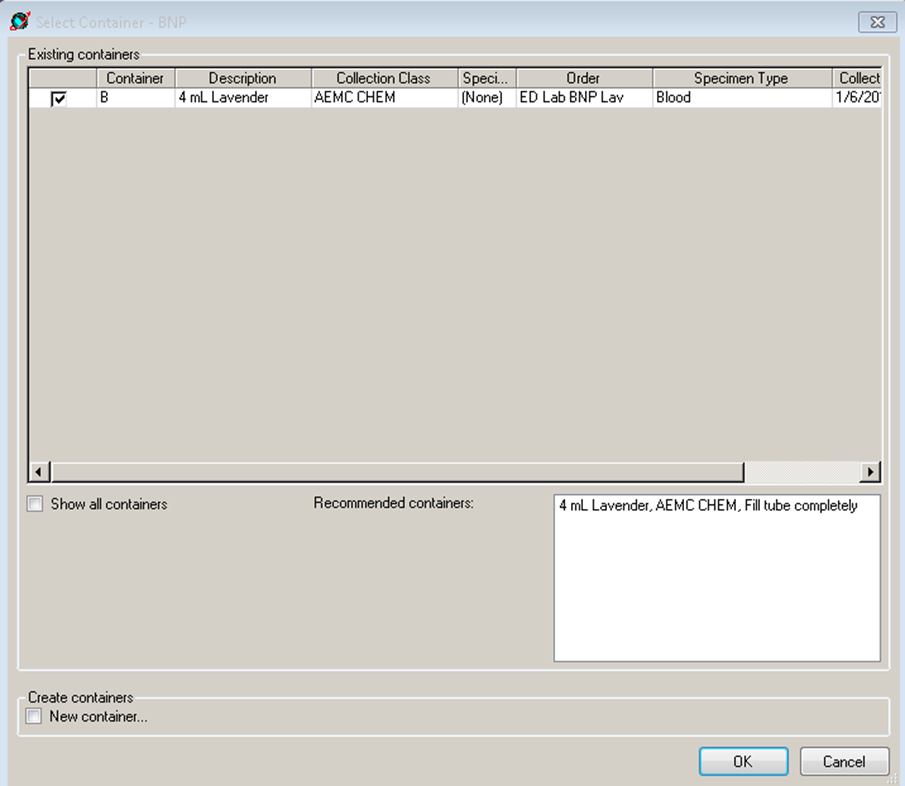 Select Container - BNP
Existing containers
Container Description Collection Class Speci... Order Specimen Type Collect
B 4 mL Lavender AEMC CHEM (None) ED Lab BNP Lav Blood 1/6/201
Show all containers Recommended containers: 4 mL Lavender, AEMC CHEM, Fill tube completely
Create containers
New container...
OK Cancel